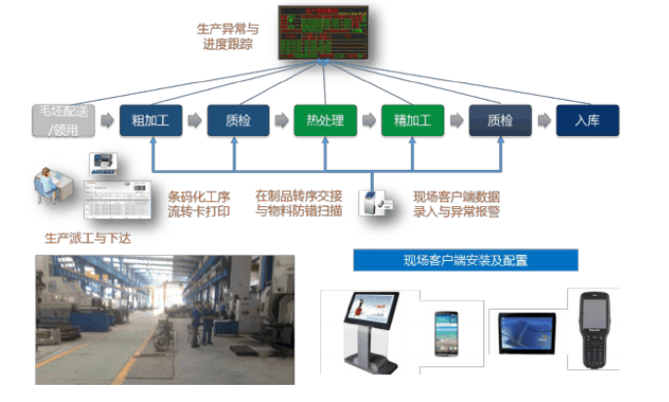 生产异常与
进度跟踪
毛坯配送
/领用
粗加工
质检
热处理
精加工
质检
入库
条码化工序
流转卡打印
在制品转序交接
与物料防错扫描
现场客户端数据
录入与异常报警
生产派工与下达
现场客户端安装及配置